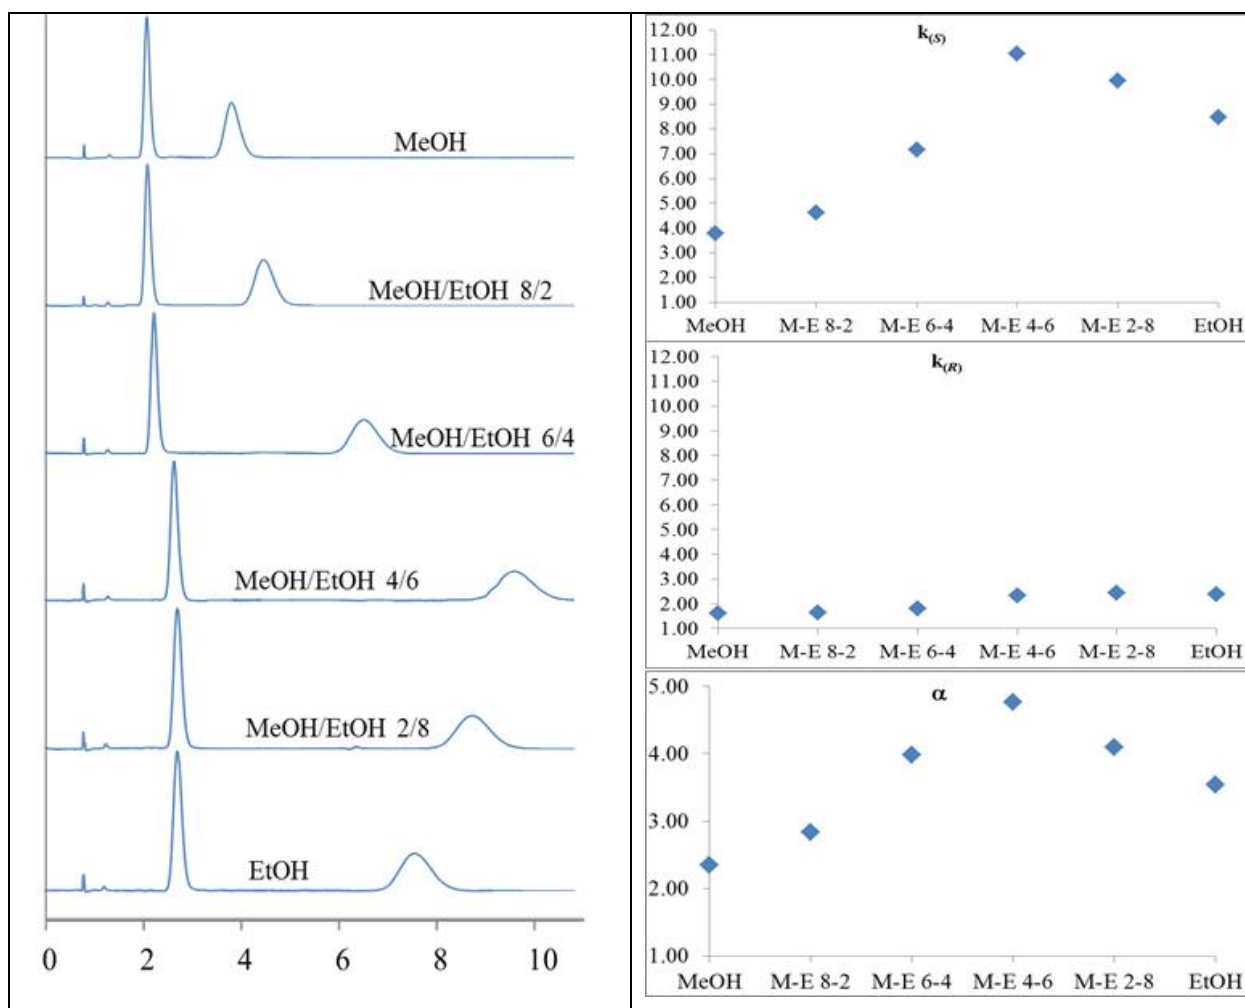 MeOH
MeOH/EtOH 8/2
MeOH/EtOH 6/4
MeOH/EtOH 4/6
MeOH/EtOH 2/8
EtOH
0 2 4 6 8 10
k(S)
12.00
11.00
10.00
9.00
8.00
7.00
6.00
5.00
4.00
3.00
2.00
1.00
MeOH M-E 8-2 M-E 6-4 M-E 4-6 M-E 2-8 EtOH
k(R)
12.00
11.00
10.00
9.00
8.00
7.00
6.00
5.00
4.00
3.00
2.00
1.00
MeOH M-E 8-2 M-E 6-4 M-E 4-6 M-E 2-8 EtOH
α
5.00
4.00
3.00
2.00
1.00
MeOH M-E 8-2 M-E 6-4 M-E 4-6 M-E 2-8 EtOH